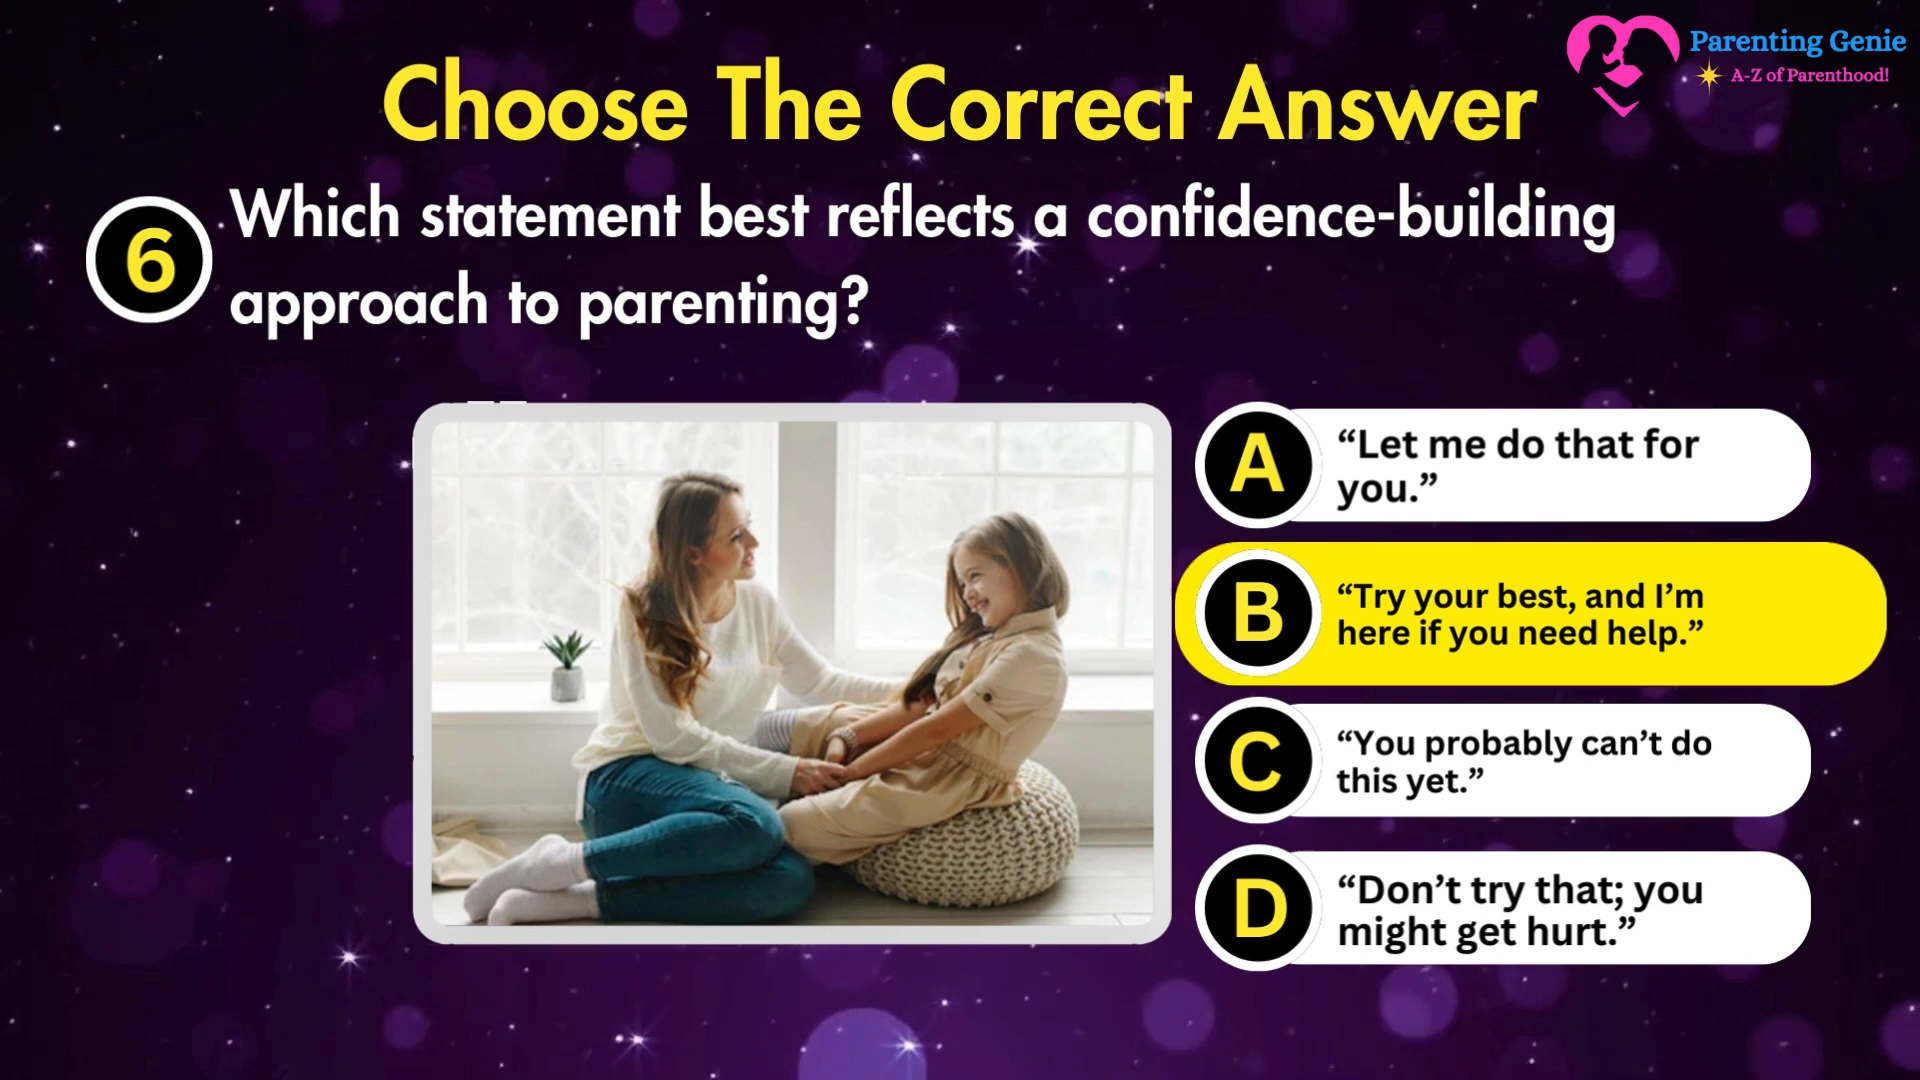 Parenting Genie
A-Z of Parenthood!
Choose The Correct Answer
6
Which statement best reflects a confidence-building
approach to parenting?
A
“Let me do that for
you.”
B
“Try your best, and I’m
here if you need help.”
C
“You probably can’t do
this yet.”
D
“Don’t try that; you
might get hurt.”